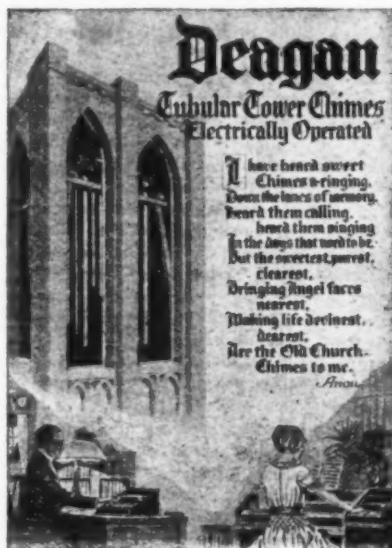 Deagan
Tubular Tower Chimes
Electrically Operated
I have heard sweet
Chimes a-ringing,
Down the lanes of memory,
Heard them calling,
heard them singing
In the days that used to be.
But the sweetest, purest,
clearest,
Bringing Angel faces
nearest,
Making life devinest,
dearest,
Are the Old Church-
Chimes to me.
Anon.